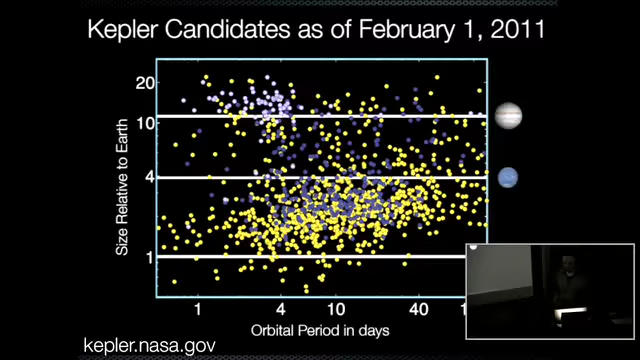 Kepler Candidates as of February 1, 2011
Size Relative to Earth
20
10
4
1
1 4 10 40
Orbital Period in days
kepler.nasa.gov